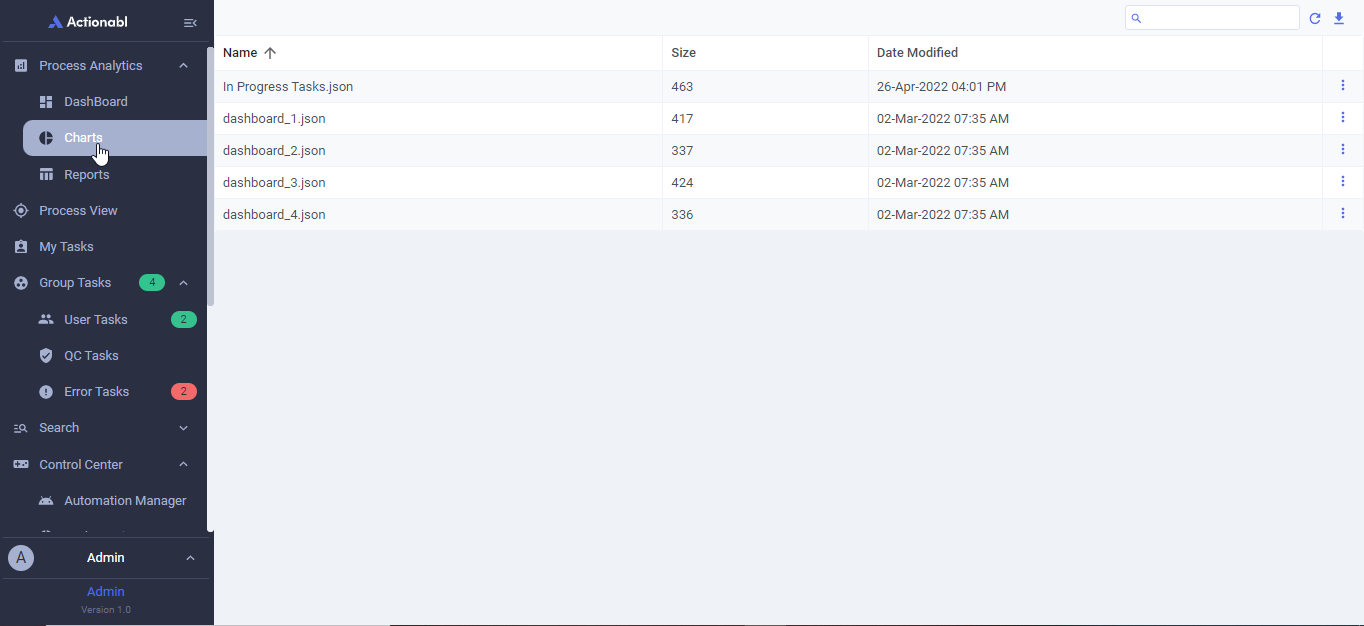 Actionabl
Process Analytics
DashBoard
Charts
Reports
Process View
My Tasks
Group Tasks 4
User Tasks 2
QC Tasks
Error Tasks 2
Search
Control Center
Automation Manager
A Admin
Admin
Version 1.0
Name Size Date Modified
In Progress Tasks.json 463 26-Apr-2022 04:01 PM
dashboard_1.json 417 02-Mar-2022 07:35 AM
dashboard_2.json 337 02-Mar-2022 07:35 AM
dashboard_3.json 424 02-Mar-2022 07:35 AM
dashboard_4.json 336 02-Mar-2022 07:35 AM